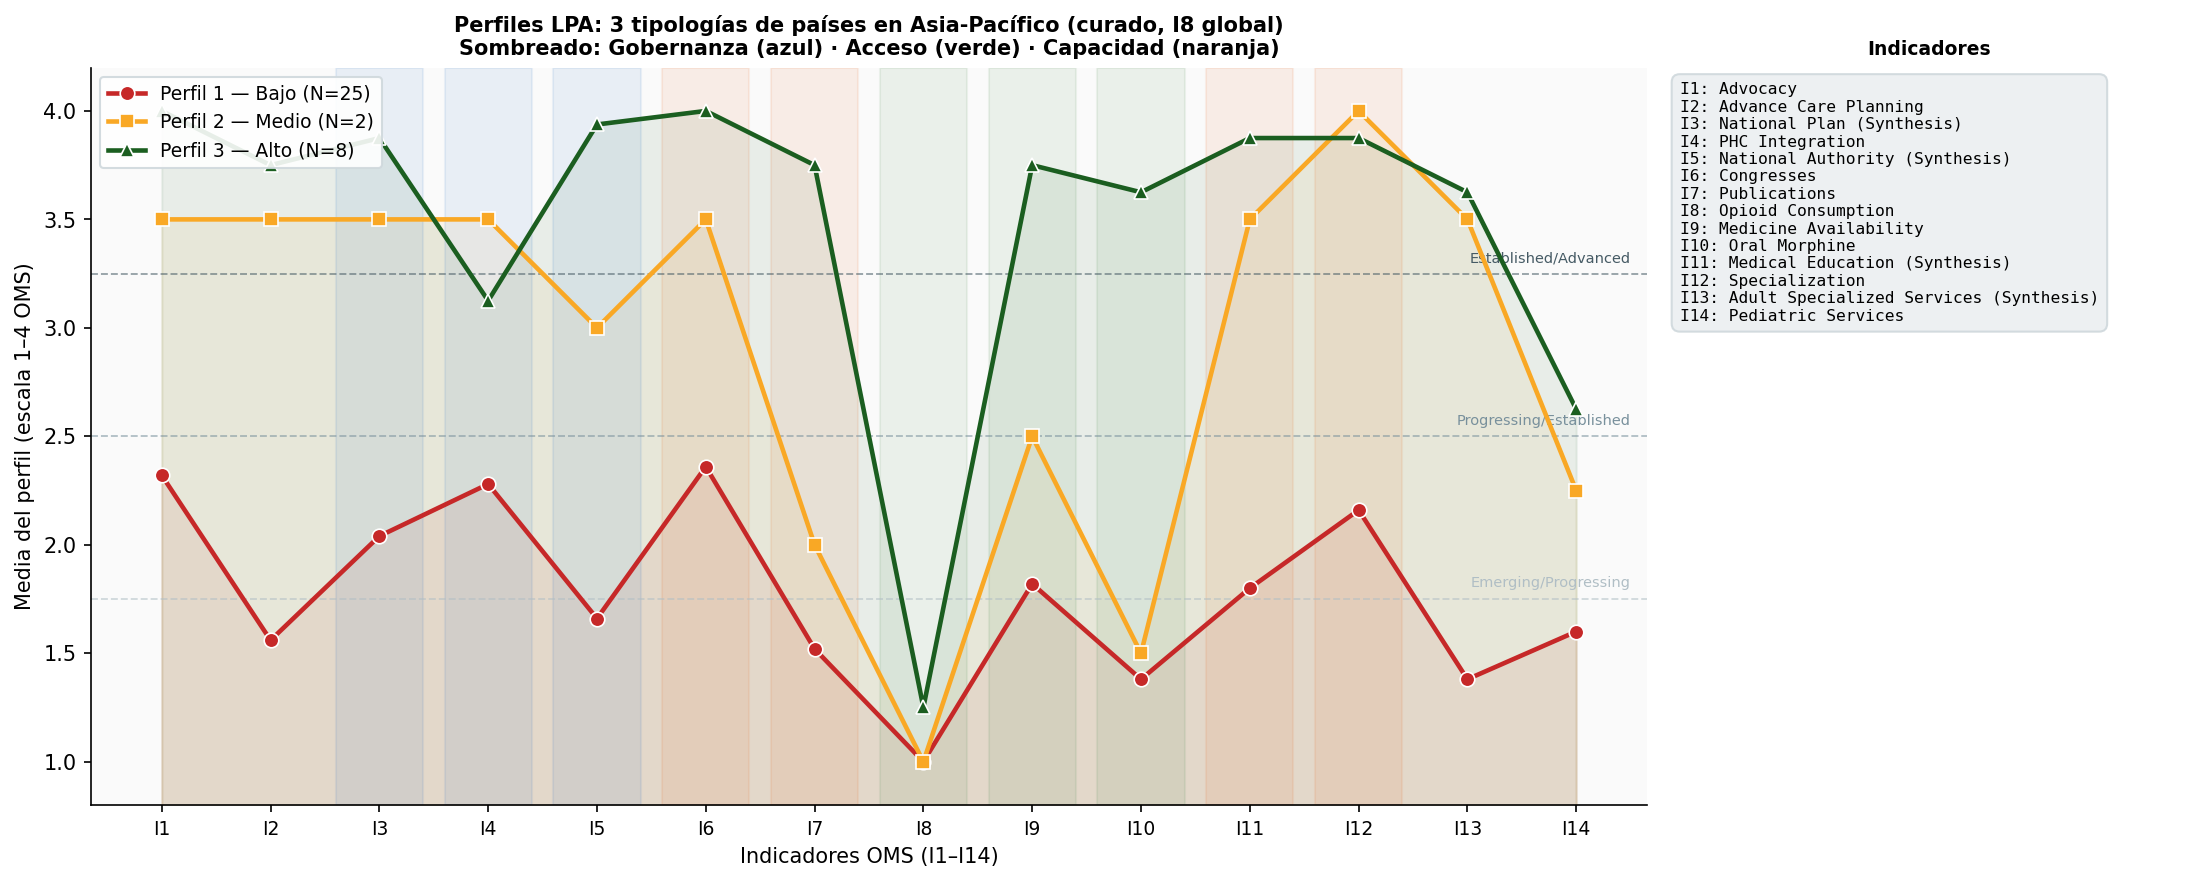 Perfiles LPA: 3 tipologías de países en Asia-Pacífico (curado, I8 global)
Sombreado: Gobernanza (azul) · Acceso (verde) · Capacidad (naranja)
Perfil 1 — Bajo (N=25)
Perfil 2 — Medio (N=2)
Perfil 3 — Alto (N=8)
Media del perfil (escala 1–4 OMS)
4.0
3.5
3.0
2.5
2.0
1.5
1.0
Established/Advanced
Progressing/Established
Emerging/Progressing
I1 I2 I3 I4 I5 I6 I7 I8 I9 I10 I11 I12 I13 I14
Indicadores OMS (I1–I14)
Indicadores
I1: Advocacy
I2: Advance Care Planning
I3: National Plan (Synthesis)
I4: PHC Integration
I5: National Authority (Synthesis)
I6: Congresses
I7: Publications
I8: Opioid Consumption
I9: Medicine Availability
I10: Oral Morphine
I11: Medical Education (Synthesis)
I12: Specialization
I13: Adult Specialized Services (Synthesis)
I14: Pediatric Services